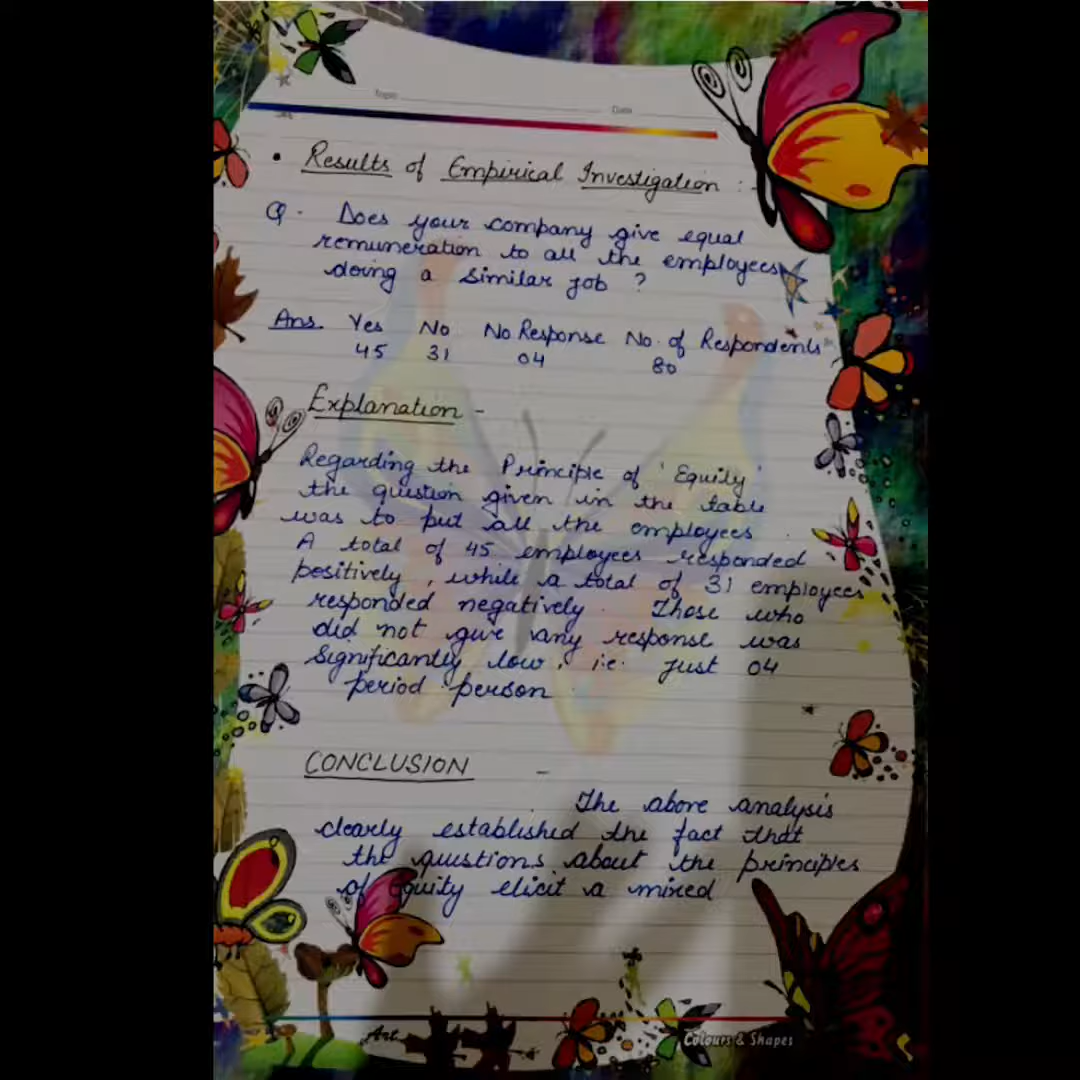 Topic Date
• Results of Empirical Investigation :-
Q. Does your company give equal
remuneration to all the employees
doing a similar job ?
Ans. Yes No No Response No. of Respondents
45 31 04 80
Explanation -
Regarding the Principle of 'Equity'
the question given in the table
was to put all the employees.
A total of 45 employees responded
positively, while a total of 31 employees
responded negatively. Those who
did not give any response was
significantly low, i.e. just 04
period person.
CONCLUSION -
The above analysis
clearly established the fact that
the questions about the principles
of Equity elicit a mixed
Art
Colours & Shapes